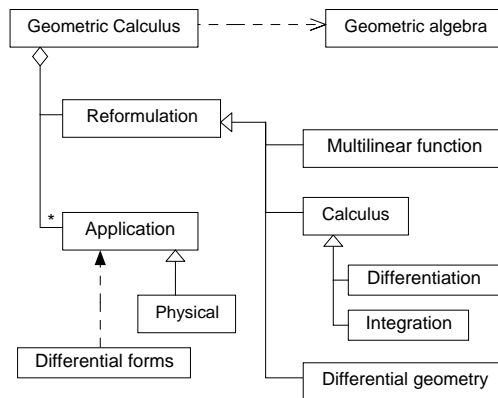 Geometric Calculus
Geometric algebra
Reformulation
Multilinear function
Calculus
*
Application
Differentiation
Physical
Integration
Differential forms
Differential geometry